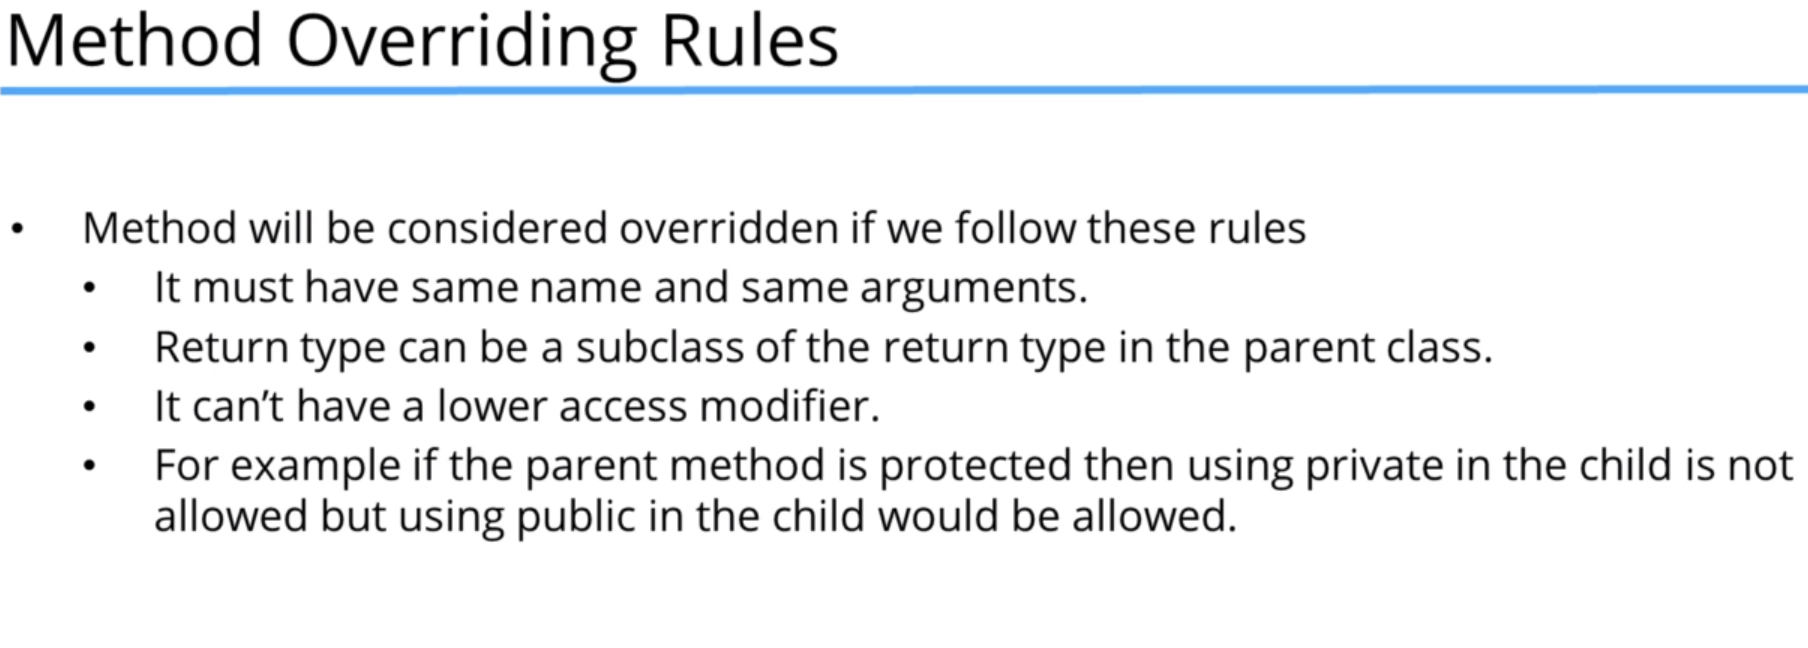 Method Overriding Rules
• Method will be considered overridden if we follow these rules
• It must have same name and same arguments.
• Return type can be a subclass of the return type in the parent class.
• It can’t have a lower access modifier.
• For example if the parent method is protected then using private in the child is not
allowed but using public in the child would be allowed.